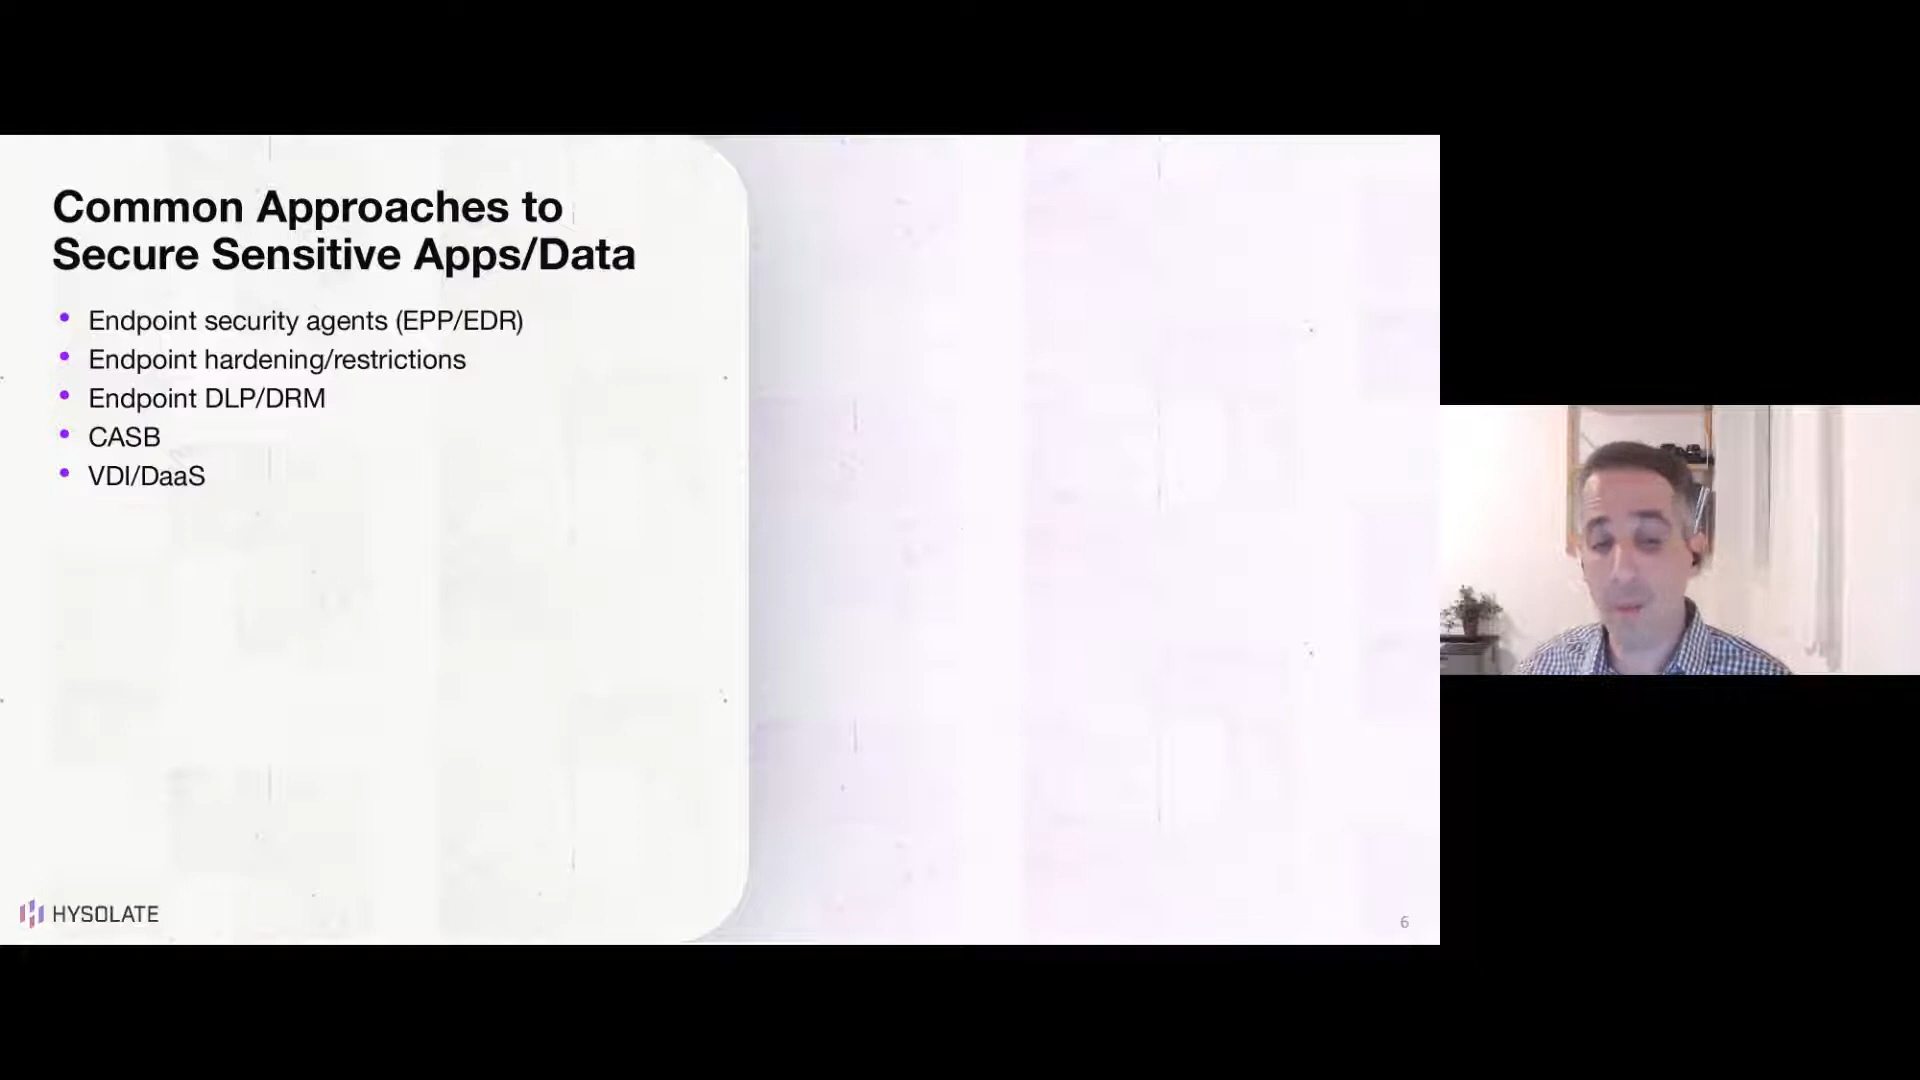 Common Approaches to
Secure Sensitive Apps/Data
• Endpoint security agents (EPP/EDR)
• Endpoint hardening/restrictions
• Endpoint DLP/DRM
• CASB
• VDI/DaaS
HYSOLATE
6